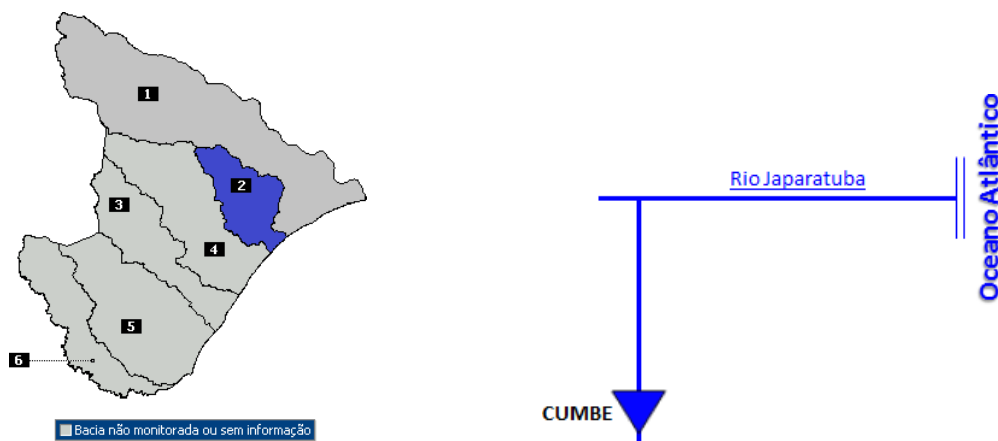 1
2
3
4
5
6
Bacia não monitorada ou sem informação
Rio Japaratuba
Oceano Atlântico
CUMBE